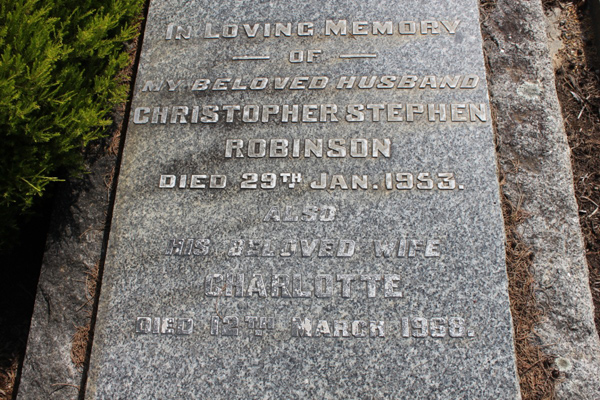 IN LOVING MEMORY
OF
MY BELOVED HUSBAND
CHRISTOPHER STEPHEN
ROBINSON
DIED 29TH JAN. 1953.
ALSO
HIS BELOVED WIFE
CHARLOTTE
DIED 12TH MARCH 1968.